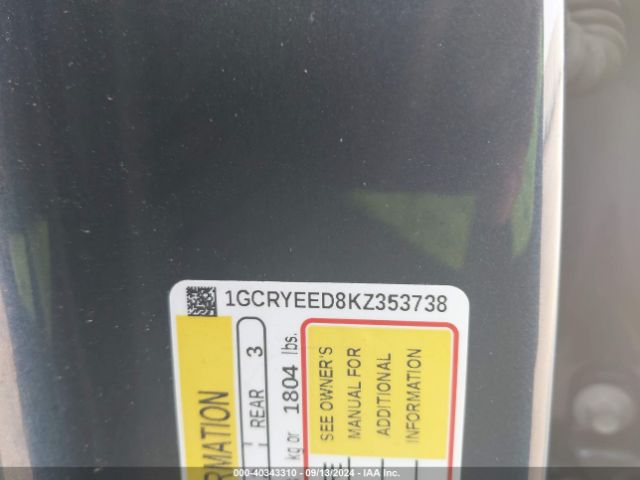 1GCRYEED8KZ353738
RMATION
REAR 3
kg or 1804 lbs.
SEE OWNER'S
MANUAL FOR
ADDITIONAL
INFORMATION
000-40343310 - 09/13/2024 - IAA Inc.